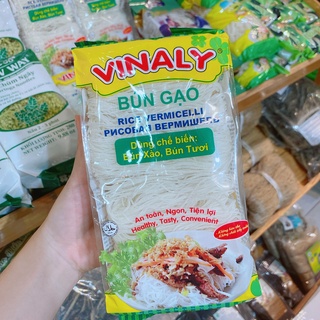 VINALY
BÚN GẠO
RICE VERMICELLI
РИСОВАЯ ВЕРМИШЕЛЬ
Dùng chế biến:
Bún Xào, Bún Tươi
An toàn, Ngon, Tiện lợi
Healthy, Tasty, Convenient